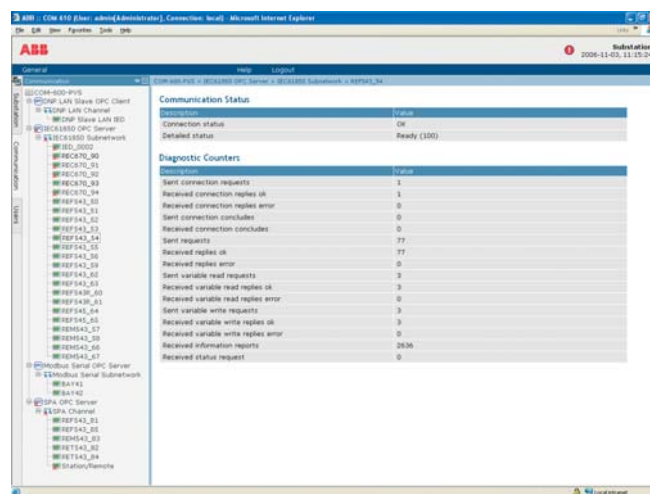 ABB :: COM 610 (User: admin[Administrator], Connection: local) - Microsoft Internet Explorer
File Edit View Favorites Tools Help
Links
ABB
Substation
2006-11-03, 11:15:24
General
Help Logout
Communication
COM-600-PVS > IEC61850 OPC Server > IEC61850 Subnetwork > REF543_54
Substation
Communication
Users
COM-600-PVS
DNP LAN Slave OPC Client
DNP LAN Channel
DNP Slave LAN IED
IEC61850 OPC Server
IEC61850 Subnetwork
IED_0002
REC670_90
REC670_91
REC670_92
REC670_93
REC670_94
REF543_50
REF543_51
REF543_52
REF543_53
REF543_54
REF543_55
REF543_56
REF543_59
REF543_62
REF543_63
REF543R_60
REF543R_61
REF545_64
REF545_65
REM543_57
REM543_58
REM543_66
REM543_67
Modbus Serial OPC Server
Modbus Serial Subnetwork
BAY41
BAY42
SPA OPC Server
SPA Channel
REF543_81
REF543_85
REM543_83
RET543_82
RET543_84
Station/Remote
Communication Status
Description Value
Connection status OK
Detailed status Ready (100)
Diagnostic Counters
Description Value
Sent connection requests 1
Received connection replies ok 1
Received connection replies error 0
Sent connection concludes 0
Received connection concludes 0
Sent requests 77
Received replies ok 77
Received replies error 0
Sent variable read requests 3
Received variable read replies ok 3
Received variable read replies error 0
Sent variable write requests 3
Received variable write replies ok 3
Received variable write replies error 0
Received information reports 2636
Received status request 0
Local intranet